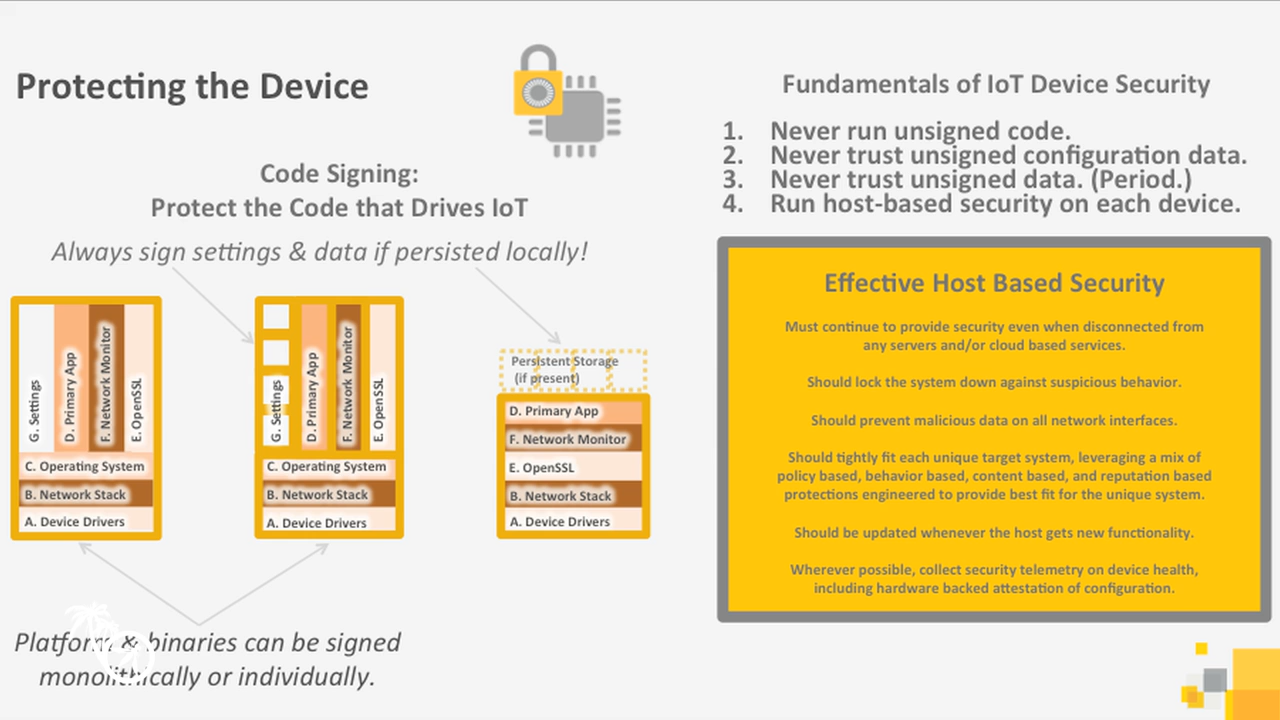 Protecting the Device
Code Signing:
Protect the Code that Drives IoT
Always sign settings & data if persisted locally!
G. Settings
D. Primary App
F. Network Monitor
E. OpenSSL
C. Operating System
B. Network Stack
A. Device Drivers
G. Settings
D. Primary App
F. Network Monitor
E. OpenSSL
C. Operating System
B. Network Stack
A. Device Drivers
Persistent Storage
(if present)
D. Primary App
F. Network Monitor
E. OpenSSL
B. Network Stack
A. Device Drivers
Platform & binaries can be signed
monolithically or individually.
Fundamentals of IoT Device Security
1. Never run unsigned code.
2. Never trust unsigned configuration data.
3. Never trust unsigned data. (Period.)
4. Run host-based security on each device.
Effective Host Based Security
Must continue to provide security even when disconnected from
any servers and/or cloud based services.
Should lock the system down against suspicious behavior.
Should prevent malicious data on all network interfaces.
Should tightly fit each unique target system, leveraging a mix of
policy based, behavior based, content based, and reputation based
protections engineered to provide best fit for the unique system.
Should be updated whenever the host gets new functionality.
Wherever possible, collect security telemetry on device health,
including hardware backed attestation of configuration.